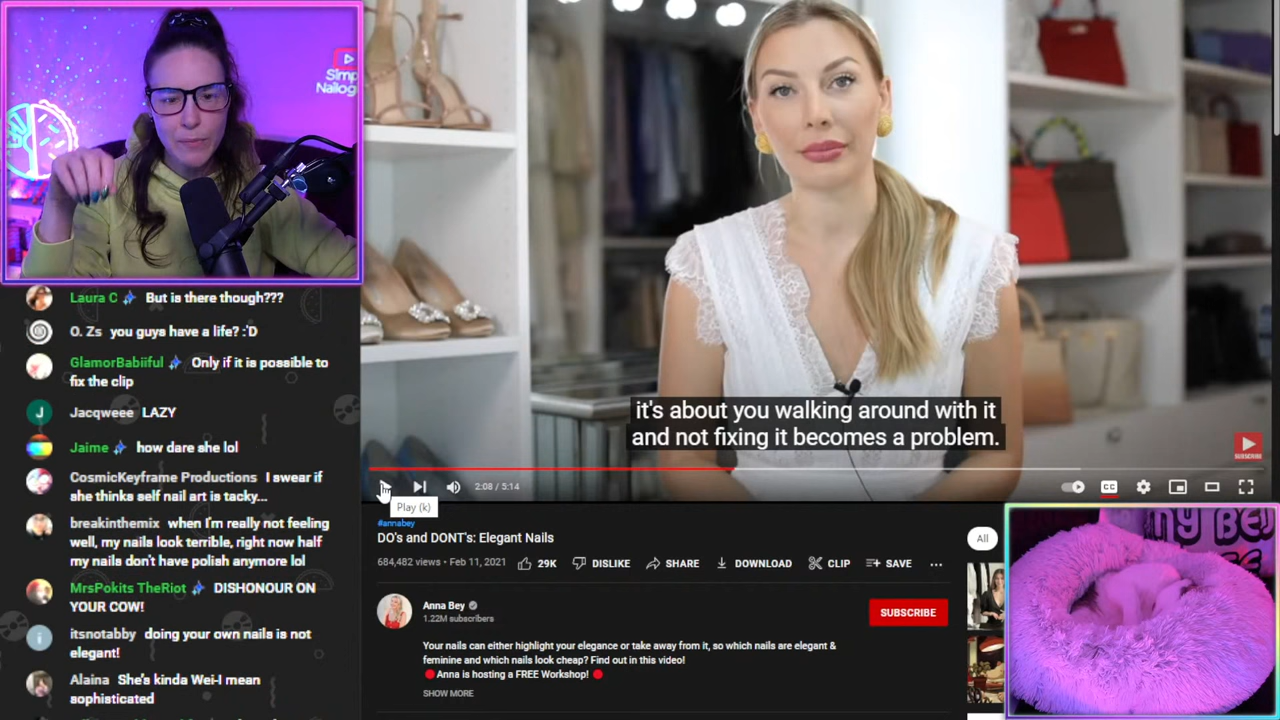 Simp
Nailog
Laura C But is there though???
O. Zs you guys have a life? :'D
GlamorBabiiful Only if it is possible to
fix the clip
J
Jacqweee LAZY
Jaime how dare she lol
CosmicKeyframe Productions I swear if
she thinks self nail art is tacky...
breakinthemix when I'm really not feeling
well, my nails look terrible, right now half
my nails don't have polish anymore lol
MrsPokits TheRiot DISHONOUR ON
YOUR COW!
i
itsnotabby doing your own nails is not
elegant!
Alaina She's kinda Wei-I mean
sophisticated
it's about you walking around with it
and not fixing it becomes a problem.
SUBSCRIBE
2:08 / 5:14
CC
Play (k)
#annabey
DO's and DONT's: Elegant Nails
684,482 views • Feb 11, 2021
29K
DISLIKE
SHARE
DOWNLOAD
CLIP
SAVE
...
Anna Bey
1.22M subscribers
SUBSCRIBE
Your nails can either highlight your elegance or take away from it, so which nails are elegant &
feminine and which nails look cheap? Find out in this video!
Anna is hosting a FREE Workshop!
SHOW MORE
All